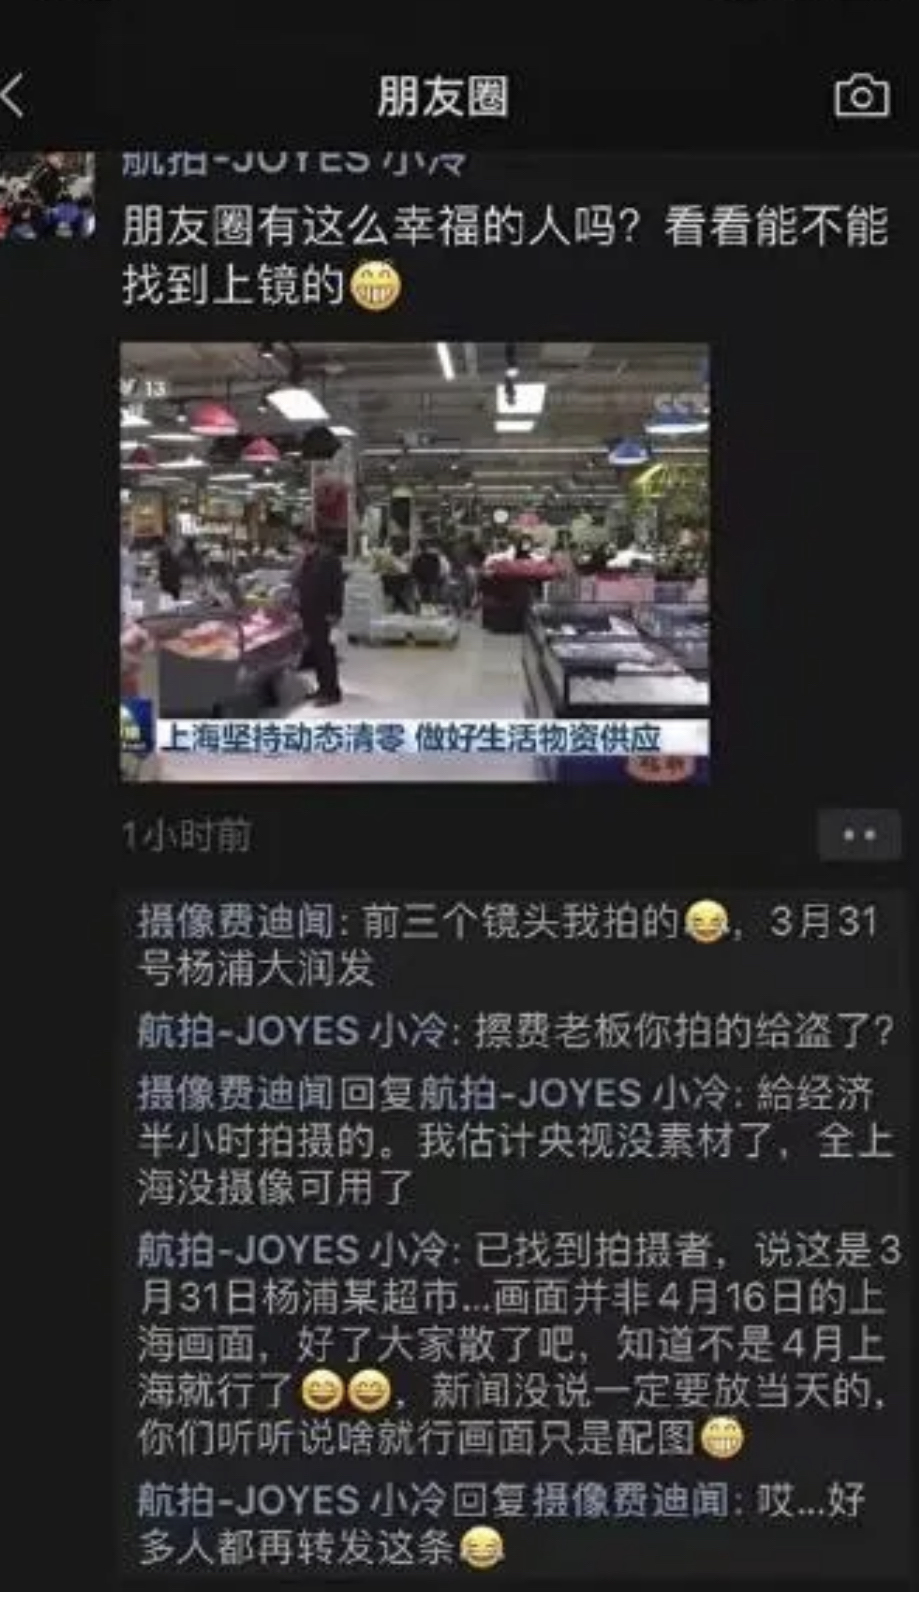 朋友圈
航拍-JOYES 小冷
朋友圈有这么幸福的人吗？看看能不能
找到上镜的😁
13
上海坚持动态清零 做好生活物资供应
1小时前
摄像费迪闻: 前三个镜头我拍的😂，3月31
号杨浦大润发
航拍-JOYES 小冷: 擦费老板你拍的给盗了？
摄像费迪闻回复航拍-JOYES 小冷: 給经济
半小时拍摄的。我估计央视没素材了，全上
海没摄像可用了
航拍-JOYES 小冷: 已找到拍摄者，说这是3
月31日杨浦某超市...画面并非4月16日的上
海画面，好了大家散了吧，知道不是4月上
海就行了😄😄，新闻没说一定要放当天的，
你们听听说啥就行画面只是配图😁
航拍-JOYES 小冷回复摄像费迪闻: 哎...好
多人都再转发这条😂